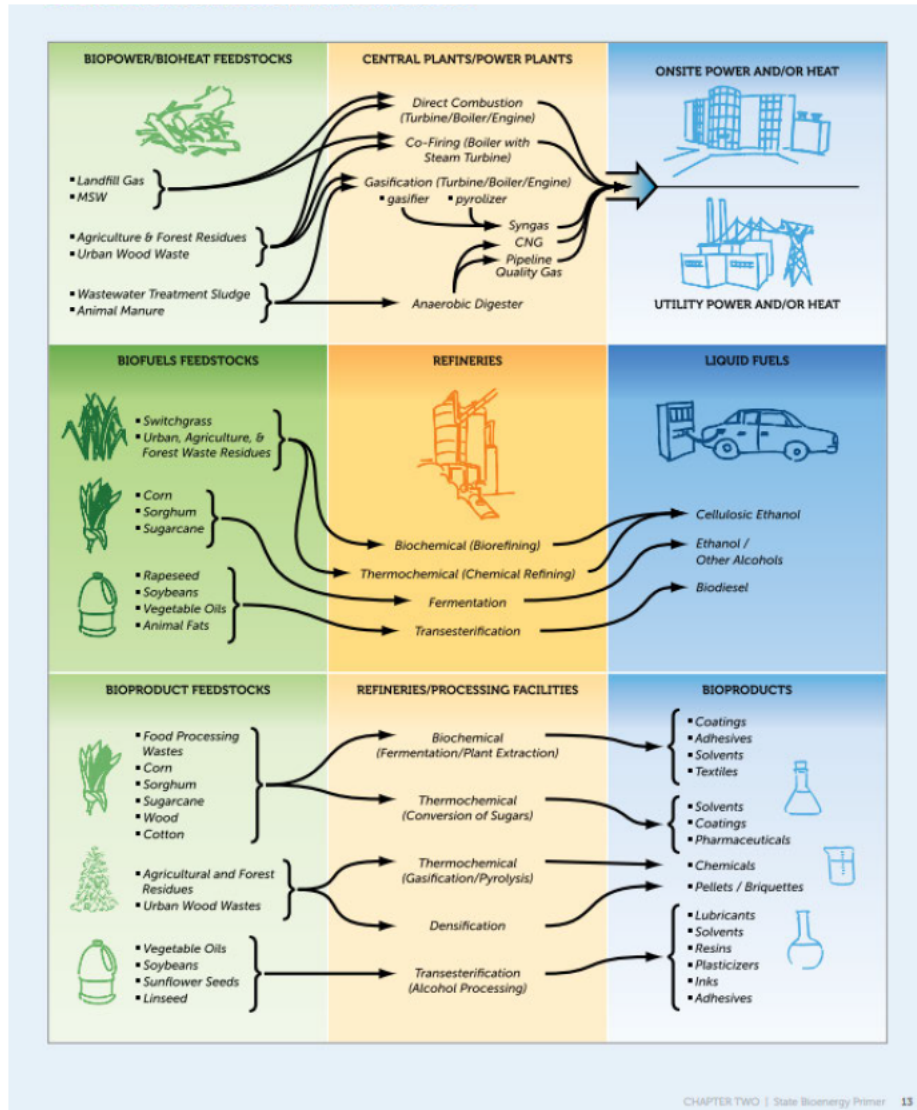 BIOPOWER/BIOHEAT FEEDSTOCKS
▪ Landfill Gas
▪ MSW
▪ Agriculture & Forest Residues
▪ Urban Wood Waste
▪ Wastewater Treatment Sludge
▪ Animal Manure
CENTRAL PLANTS/POWER PLANTS
Direct Combustion
(Turbine/Boiler/Engine)
Co-Firing (Boiler with
Steam Turbine)
Gasification (Turbine/Boiler/Engine)
▪ gasifier ▪ pyrolizer
Syngas
CNG
Pipeline
Quality Gas
Anaerobic Digester
ONSITE POWER AND/OR HEAT
UTILITY POWER AND/OR HEAT
BIOFUELS FEEDSTOCKS
▪ Switchgrass
▪ Urban, Agriculture, &
Forest Waste Residues
▪ Corn
▪ Sorghum
▪ Sugarcane
▪ Rapeseed
▪ Soybeans
▪ Vegetable Oils
▪ Animal Fats
REFINERIES
Biochemical (Biorefining)
Thermochemical (Chemical Refining)
Fermentation
Transesterification
LIQUID FUELS
▪ Cellulosic Ethanol
▪ Ethanol /
Other Alcohols
▪ Biodiesel
BIOPRODUCT FEEDSTOCKS
▪ Food Processing
Wastes
▪ Corn
▪ Sorghum
▪ Sugarcane
▪ Wood
▪ Cotton
▪ Agricultural and Forest
Residues
▪ Urban Wood Wastes
▪ Vegetable Oils
▪ Soybeans
▪ Sunflower Seeds
▪ Linseed
REFINERIES/PROCESSING FACILITIES
Biochemical
(Fermentation/Plant Extraction)
Thermochemical
(Conversion of Sugars)
Thermochemical
(Gasification/Pyrolysis)
Densification
Transesterification
(Alcohol Processing)
BIOPRODUCTS
▪ Coatings
▪ Adhesives
▪ Solvents
▪ Textiles
▪ Solvents
▪ Coatings
▪ Pharmaceuticals
▪ Chemicals
▪ Pellets / Briquettes
▪ Lubricants
▪ Solvents
▪ Resins
▪ Plasticizers
▪ Inks
▪ Adhesives
CHAPTER TWO | State Bioenergy Primer 13